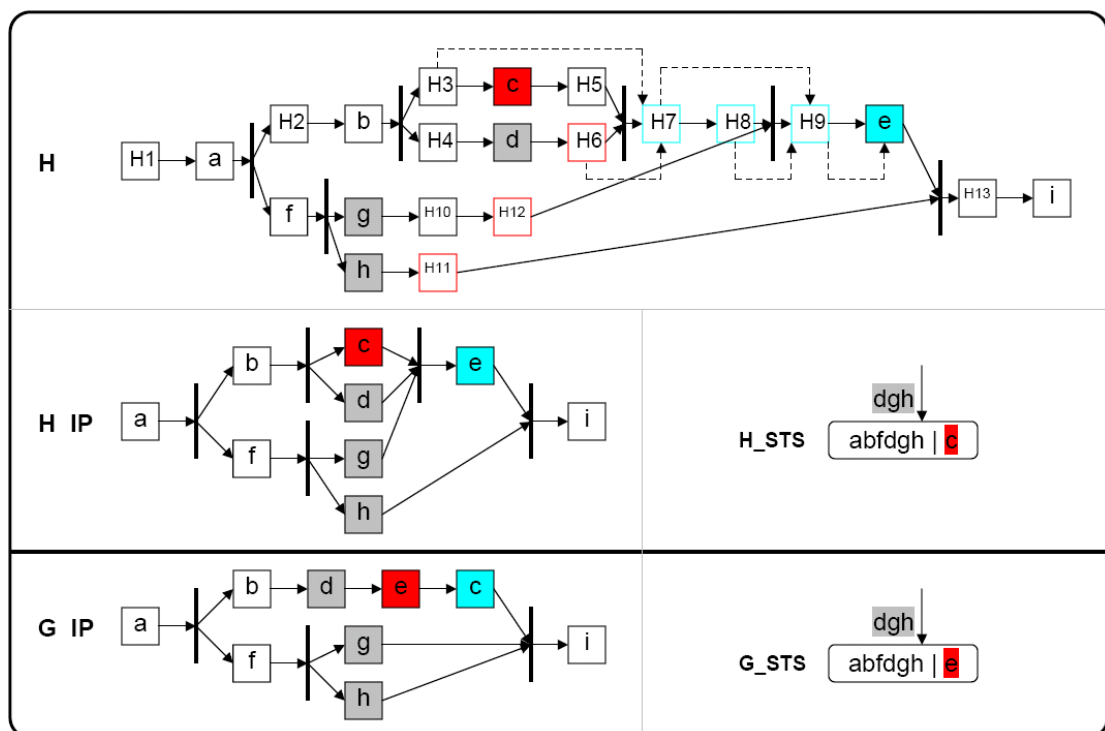 H3 c H5
H2 b H7 H8 H9 e
H4 d H6
H H1 a
f g H10 H12 H13 i
h H11
c
b e
d
H IP a i
f g
h
dgh
H_STS abfdgh | c
b d e c
G IP a i
f g
h
dgh
G_STS abfdgh | e